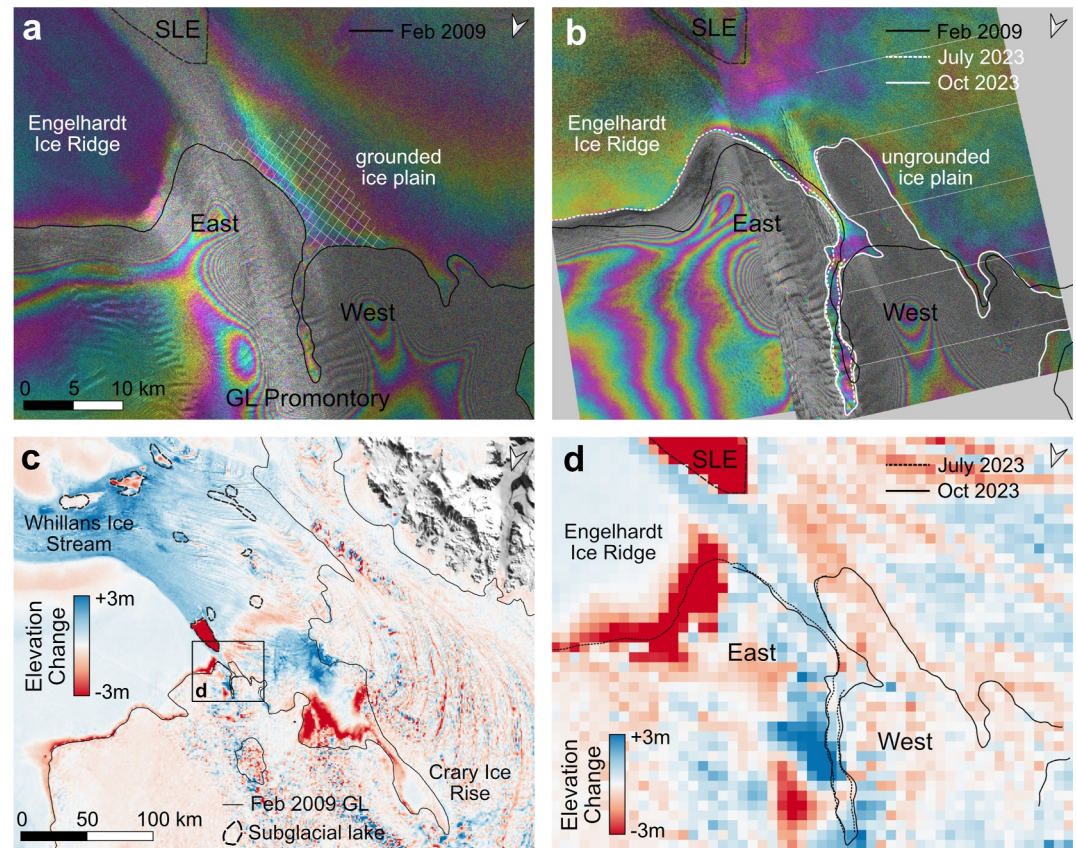 a
SLE
Feb 2009
Engelhardt
Ice Ridge
grounded
ice plain
East
West
0 5 10 km
GL Promontory
b
SLE
Feb 2009
July 2023
Oct 2023
Engelhardt
Ice Ridge
ungrounded
ice plain
East
West
c
Whillans Ice
Stream
+3m
Elevation
Change
-3m
d
Crary Ice
Rise
Feb 2009 GL
Subglacial lake
0 50 100 km
d
SLE
July 2023
Oct 2023
Engelhardt
Ice Ridge
East
West
+3m
Elevation
Change
-3m